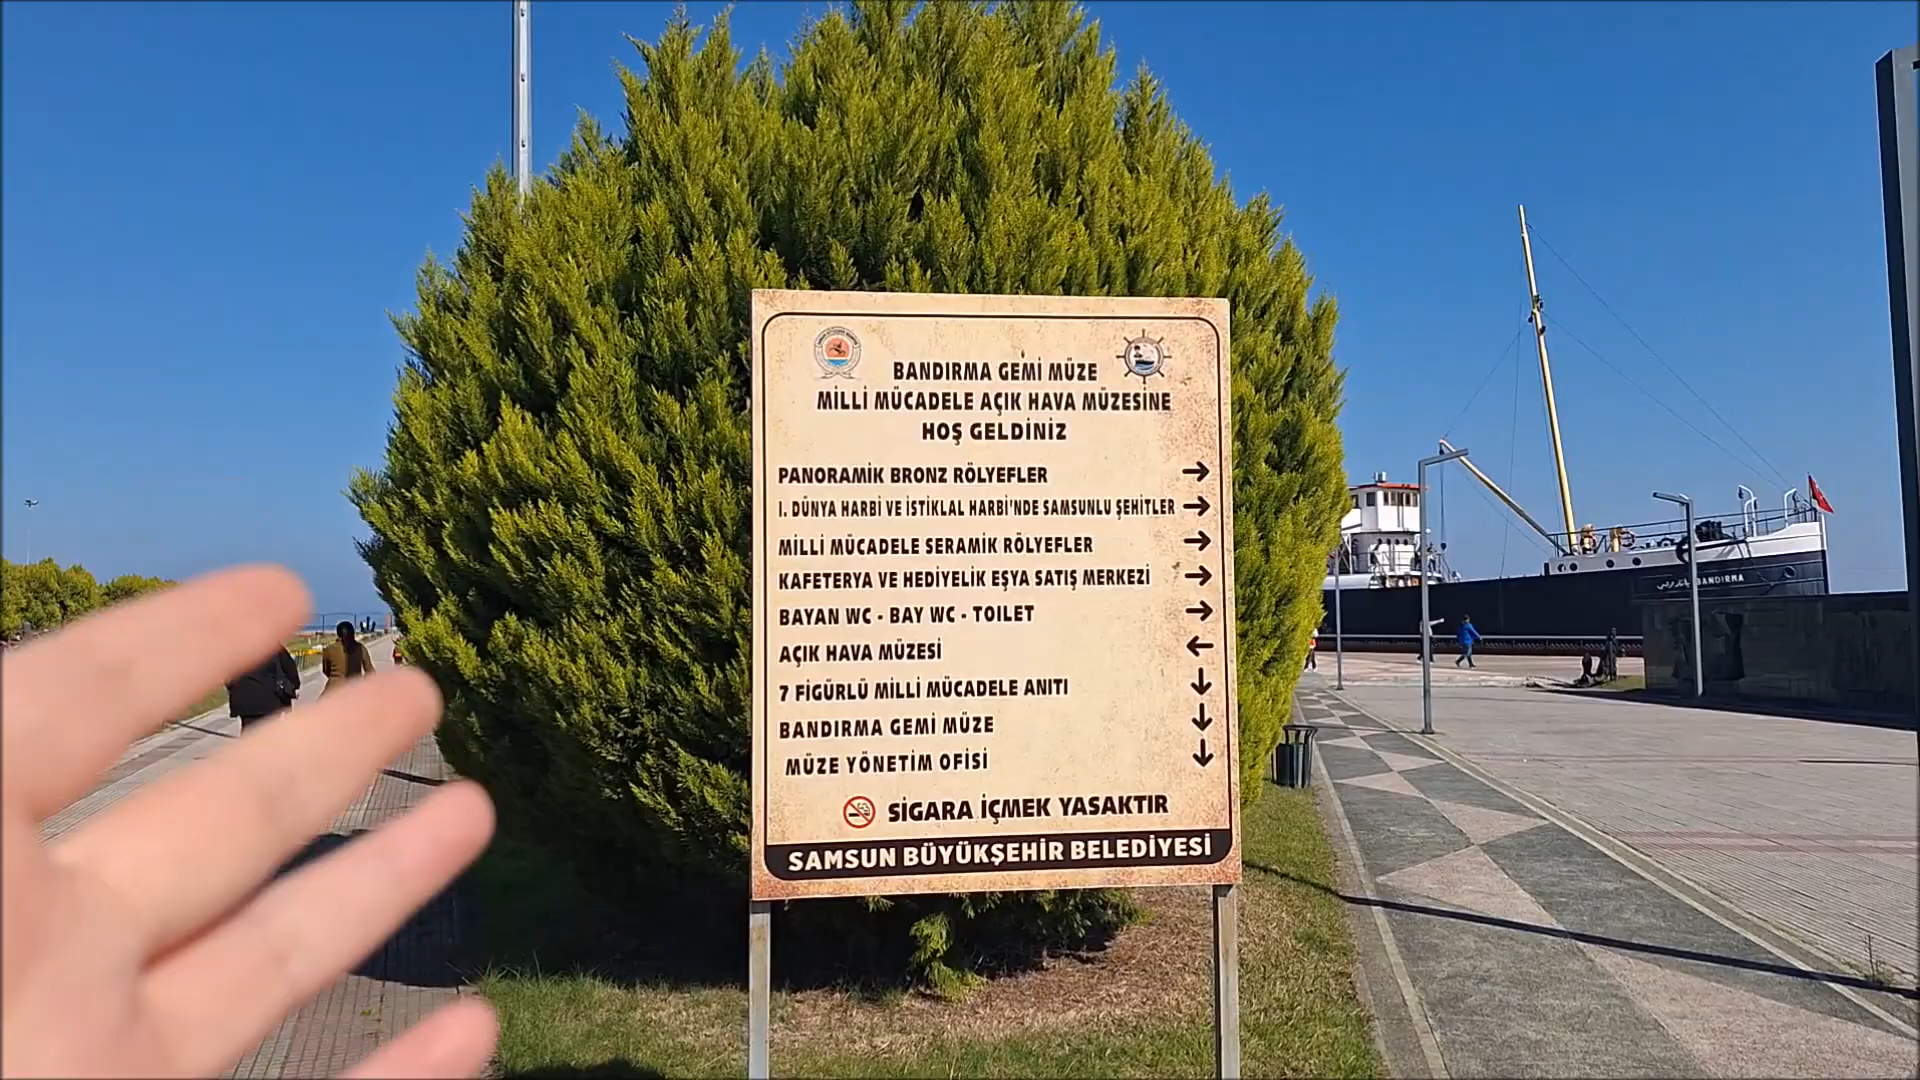 BANDIRMA GEMİ MÜZE
MİLLİ MÜCADELE AÇIK HAVA MÜZESİNE
HOŞ GELDİNİZ
PANORAMİK BRONZ RÖLYEFLER →
I. DÜNYA HARBİ VE İSTİKLAL HARBİ'NDE SAMSUNLU ŞEHİTLER →
MİLLİ MÜCADELE SERAMİK RÖLYEFLER →
KAFETERYA VE HEDİYELİK EŞYA SATIŞ MERKEZİ →
BAYAN WC - BAY WC - TOILET →
AÇIK HAVA MÜZESİ ←
7 FİGÜRLÜ MİLLİ MÜCADELE ANITI ↓
BANDIRMA GEMİ MÜZE ↓
MÜZE YÖNETİM OFİSİ ↓
SİGARA İÇMEK YASAKTIR
SAMSUN BÜYÜKŞEHİR BELEDİYESİ
BANDIRMA